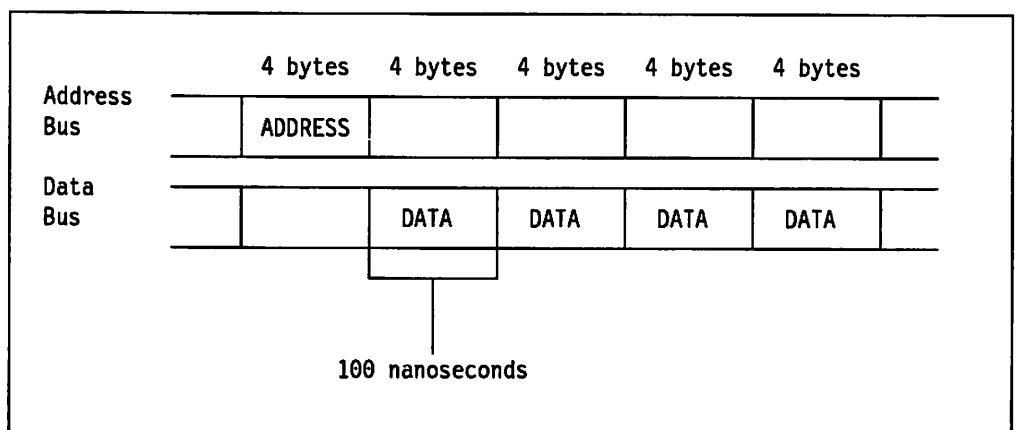 4 bytes 4 bytes 4 bytes 4 bytes 4 bytes
Address
Bus
ADDRESS
Data
Bus
DATA DATA DATA DATA
100 nanoseconds